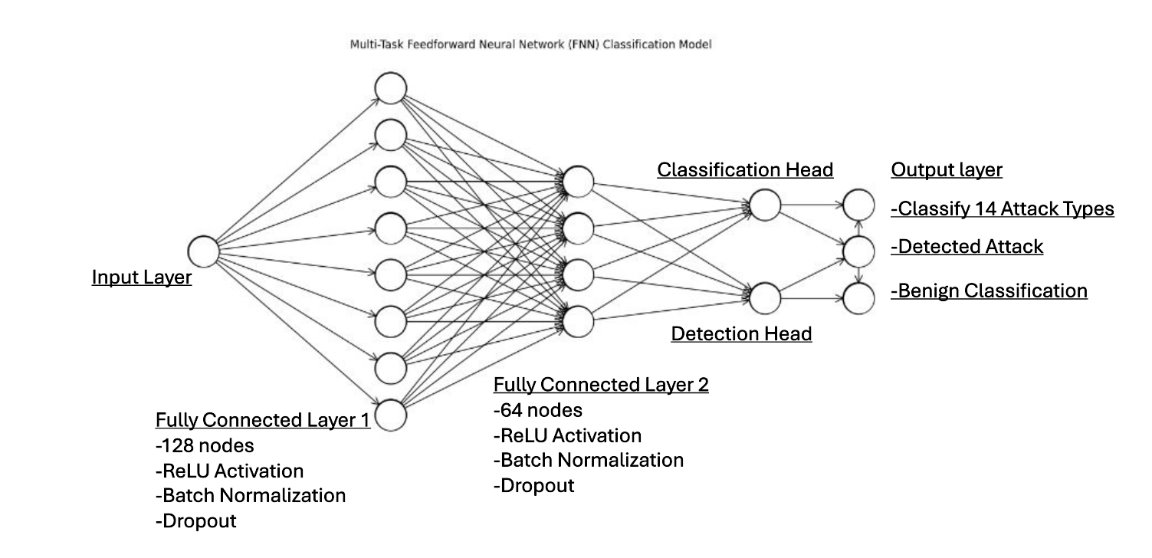 Multi-Task Feedforward Neural Network (FNN) Classification Model
Classification Head
Output layer
-Classify 14 Attack Types
-Detected Attack
-Benign Classification
Input Layer
Detection Head
Fully Connected Layer 1
-128 nodes
-ReLU Activation
-Batch Normalization
-Dropout
Fully Connected Layer 2
-64 nodes
-ReLU Activation
-Batch Normalization
-Dropout